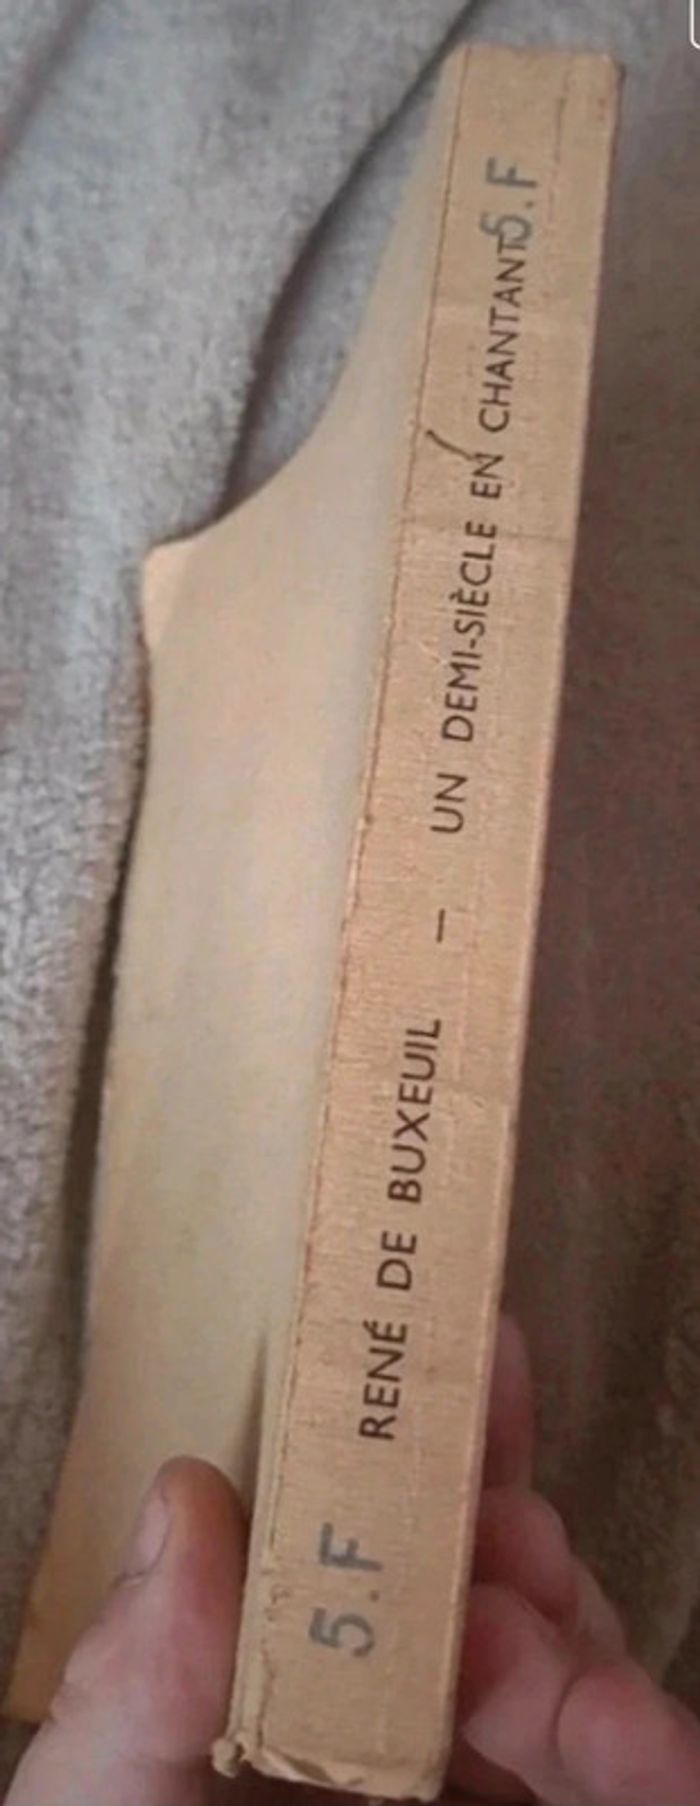 5.F
RENÉ DE BUXEUIL — UN DEMI-SIÈCLE EN CHANTANT
5.F